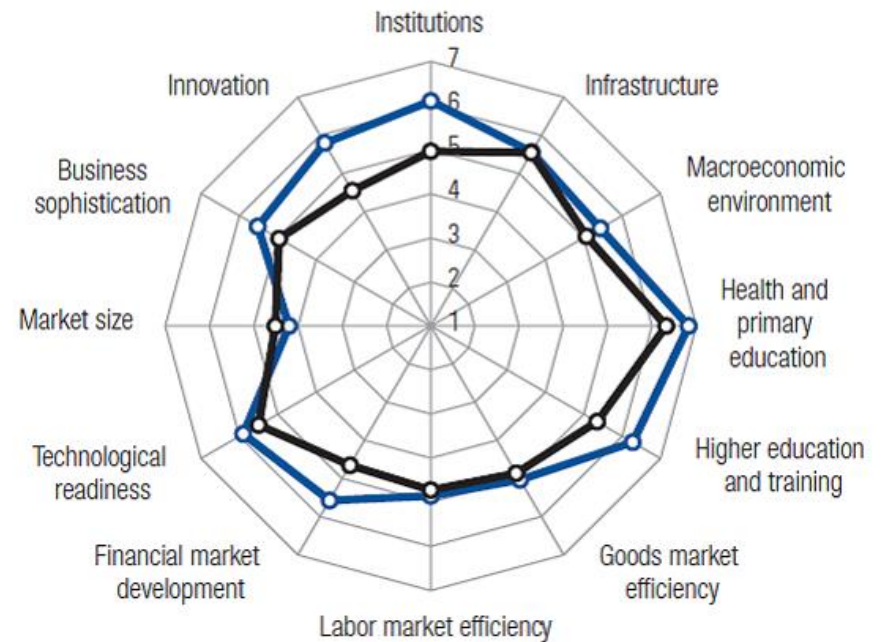 Institutions
7
Innovation
Infrastructure
6
5
Business
sophistication
Macroeconomic
environment
4
3
2
Market size
1
Health and
primary
education
Technological
readiness
Higher education
and training
Financial market
development
Goods market
efficiency
Labor market efficiency